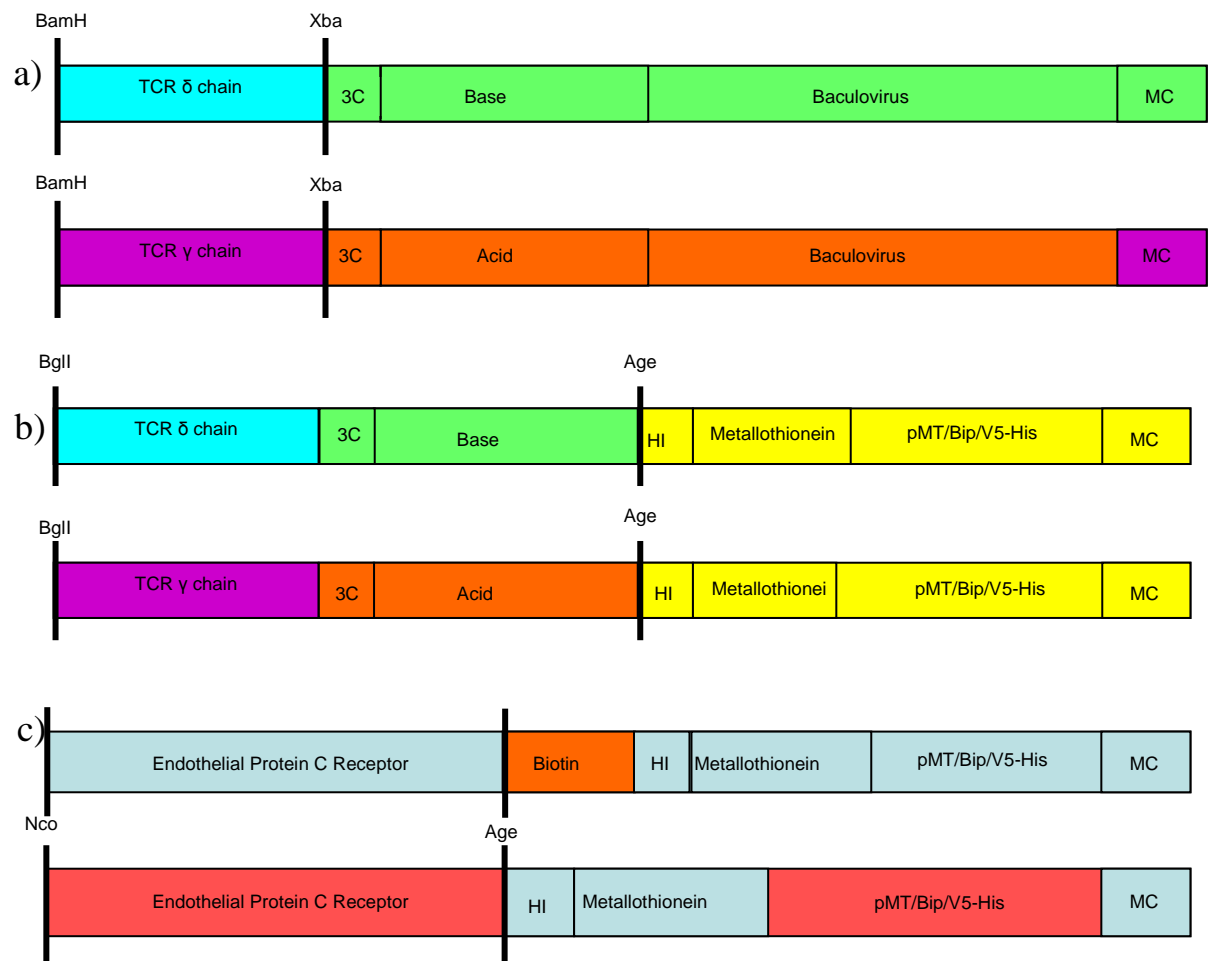 BamH Xba
a)
TCR δ chain 3C Base Baculovirus MC
BamH Xba
TCR γ chain 3C Acid Baculovirus MC
BglI Age
b)
TCR δ chain 3C Base HI Metallothionein pMT/Bip/V5-His MC
BglI Age
TCR γ chain 3C Acid HI Metallothionei pMT/Bip/V5-His MC
c)
Endothelial Protein C Receptor Biotin HI Metallothionein pMT/Bip/V5-His MC
Nco Age
Endothelial Protein C Receptor HI Metallothionein pMT/Bip/V5-His MC